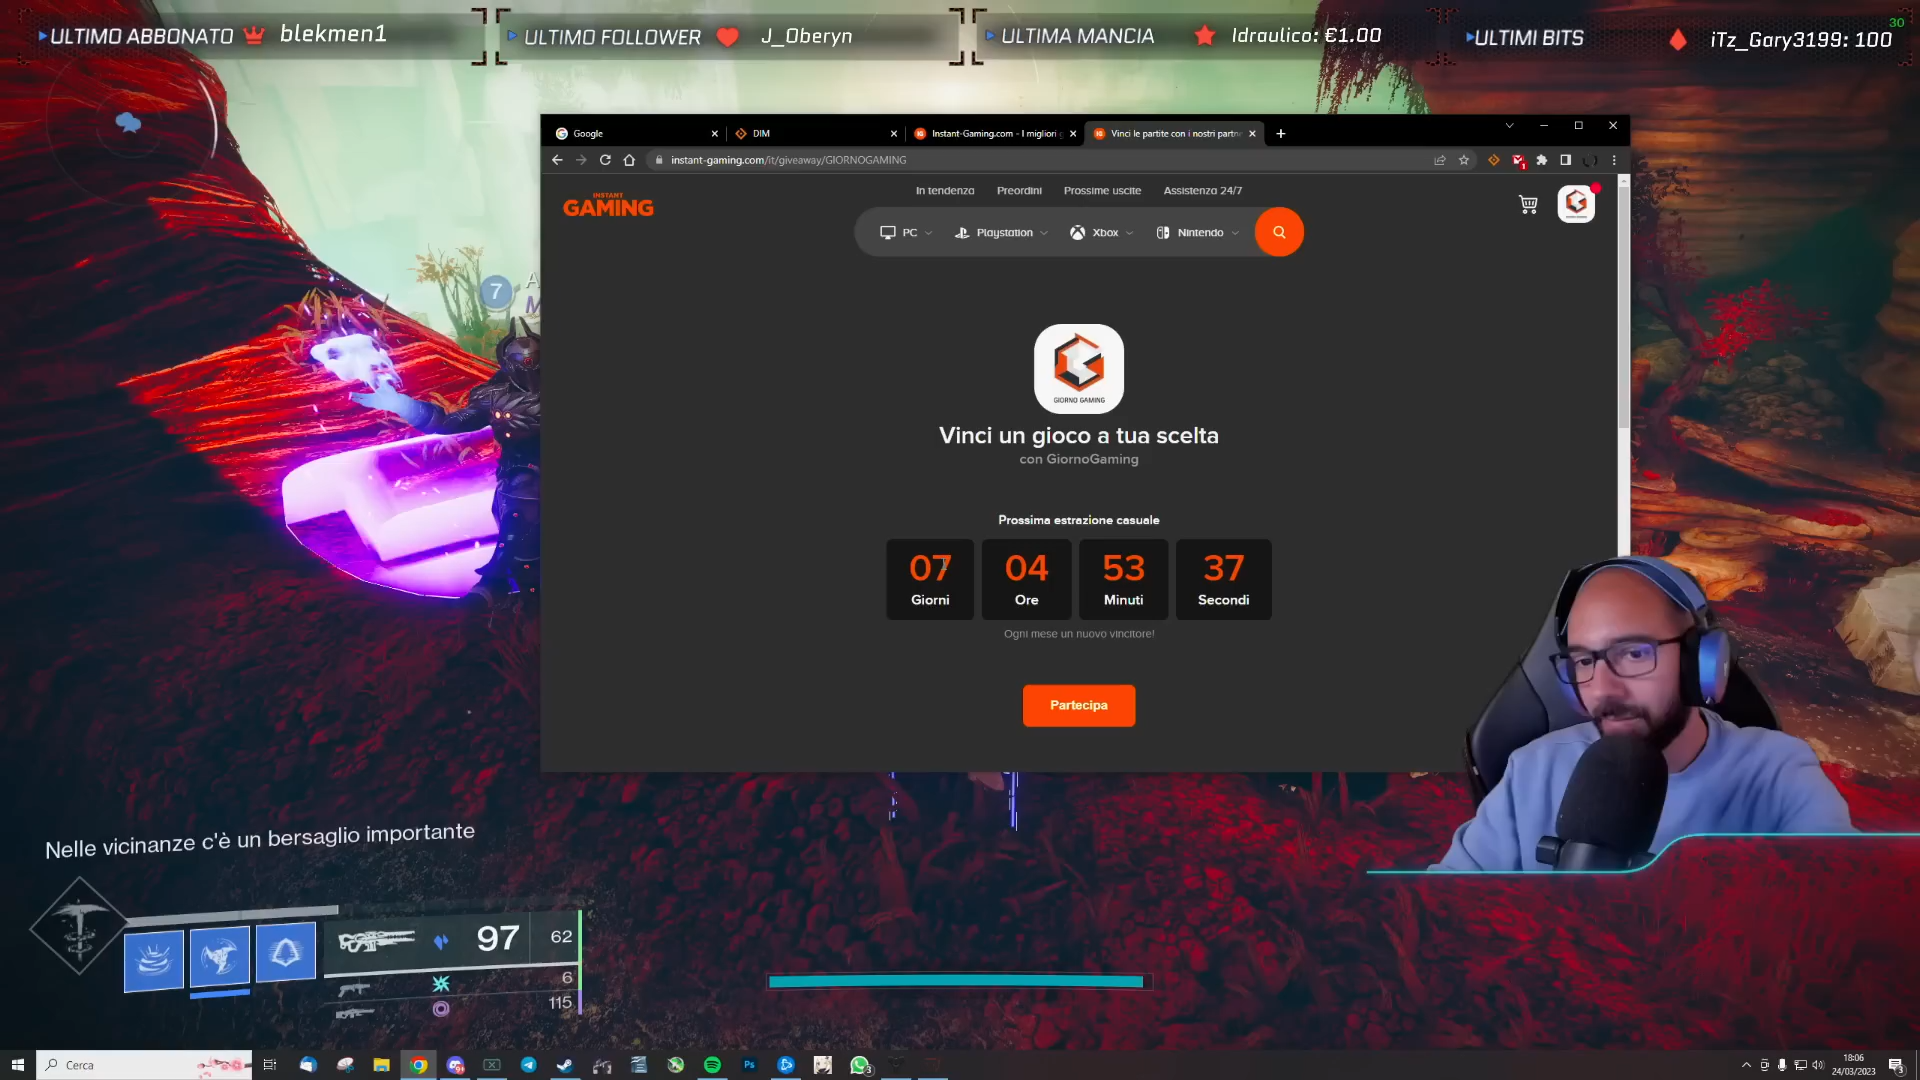 ULTIMO ABBONATO blekmen1
ULTIMO FOLLOWER J_Oberyn
ULTIMA MANCIA Idraulico: €1.00
ULTIMI BITS iTz_Gary3199: 100
30
Google
DIM
Instant-Gaming.com - I migliori
Vinci le partite con i nostri partn
instant-gaming.com/it/giveaway/GIORNOGAMING
INSTANT
GAMING
In tendenza Preordini Prossime uscite Assistenza 24/7
PC Playstation Xbox Nintendo
7
GIORNO GAMING
Vinci un gioco a tua scelta
con GiornoGaming
Prossima estrazione casuale
07 04 53 37
Giorni Ore Minuti Secondi
Ogni mese un nuovo vincitore!
Partecipa
Nelle vicinanze c'è un bersaglio importante
97 62
6
115
Cerca
Ps
18:06
24/03/2023